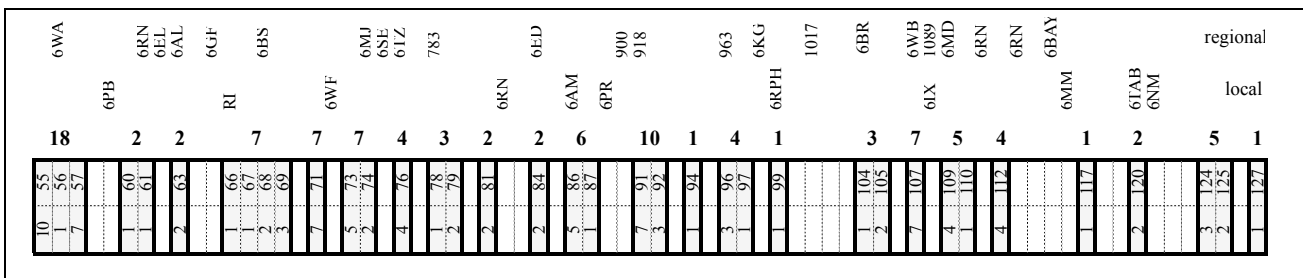 6WA 6RN 6EL 6AL 6GF 6BS 6MJ 6SE 6TZ 783 6ED 900 918 963 6KG 1017 6BR 6WB 1089 6MD 6RN 6RN 6BAY regional
6PB RI 6WF 6RN 6AM 6PR 6RPH 6IX 6MM 6TAB 6NM local
18 2 2 7 7 7 4 3 2 2 6 10 1 4 1 3 7 5 4 1 2 5 1
55 56 57 60 61 63 66 67 68 69 71 73 74 76 78 79 81 84 86 87 91 92 94 96 97 99 104 105 107 109 110 112 117 120 124 125 127
10 1 7 1 1 2 1 1 2 3 7 5 2 4 1 2 2 2 5 1 7 3 1 3 1 1 1 2 7 4 1 4 1 2 3 2 1